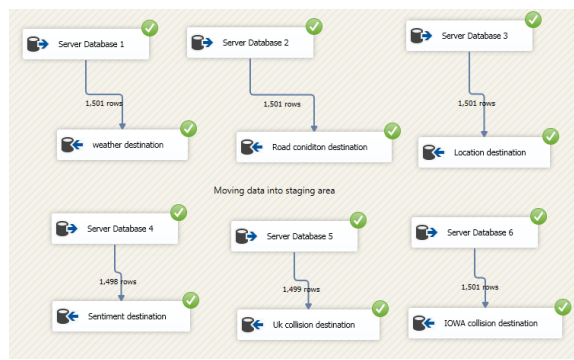 Server Database 1
Server Database 2
Server Database 3
1,501 rows
1,501 rows
1,501 rows
weather destination
Road coniditon destination
Location destination
Moving data into staging area
Server Database 4
Server Database 5
Server Database 6
1,498 rows
1,499 rows
1,501 rows
Sentiment destination
Uk collision destination
IOWA collision destination